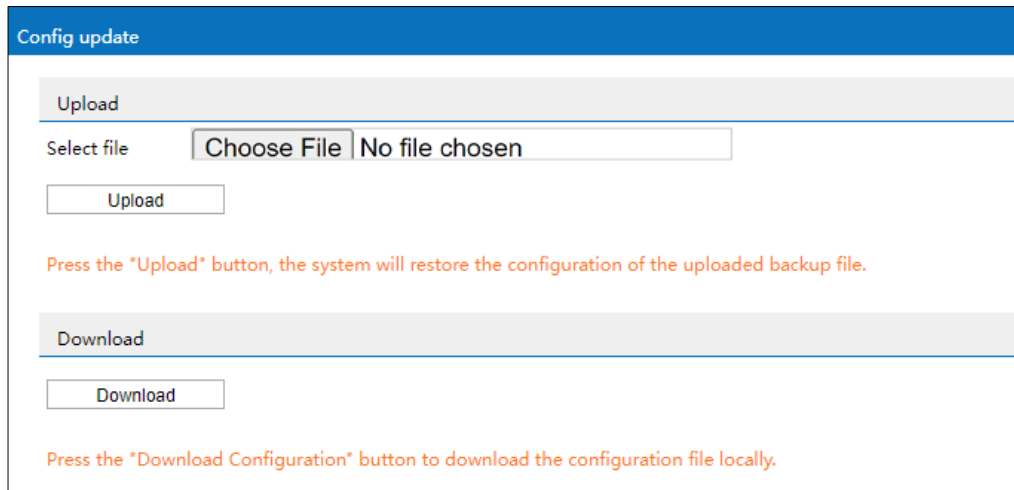 Config update
Upload
Select file Choose File No file chosen
Upload
Press the "Upload" button, the system will restore the configuration of the uploaded backup file.
Download
Download
Press the "Download Configuration" button to download the configuration file locally.